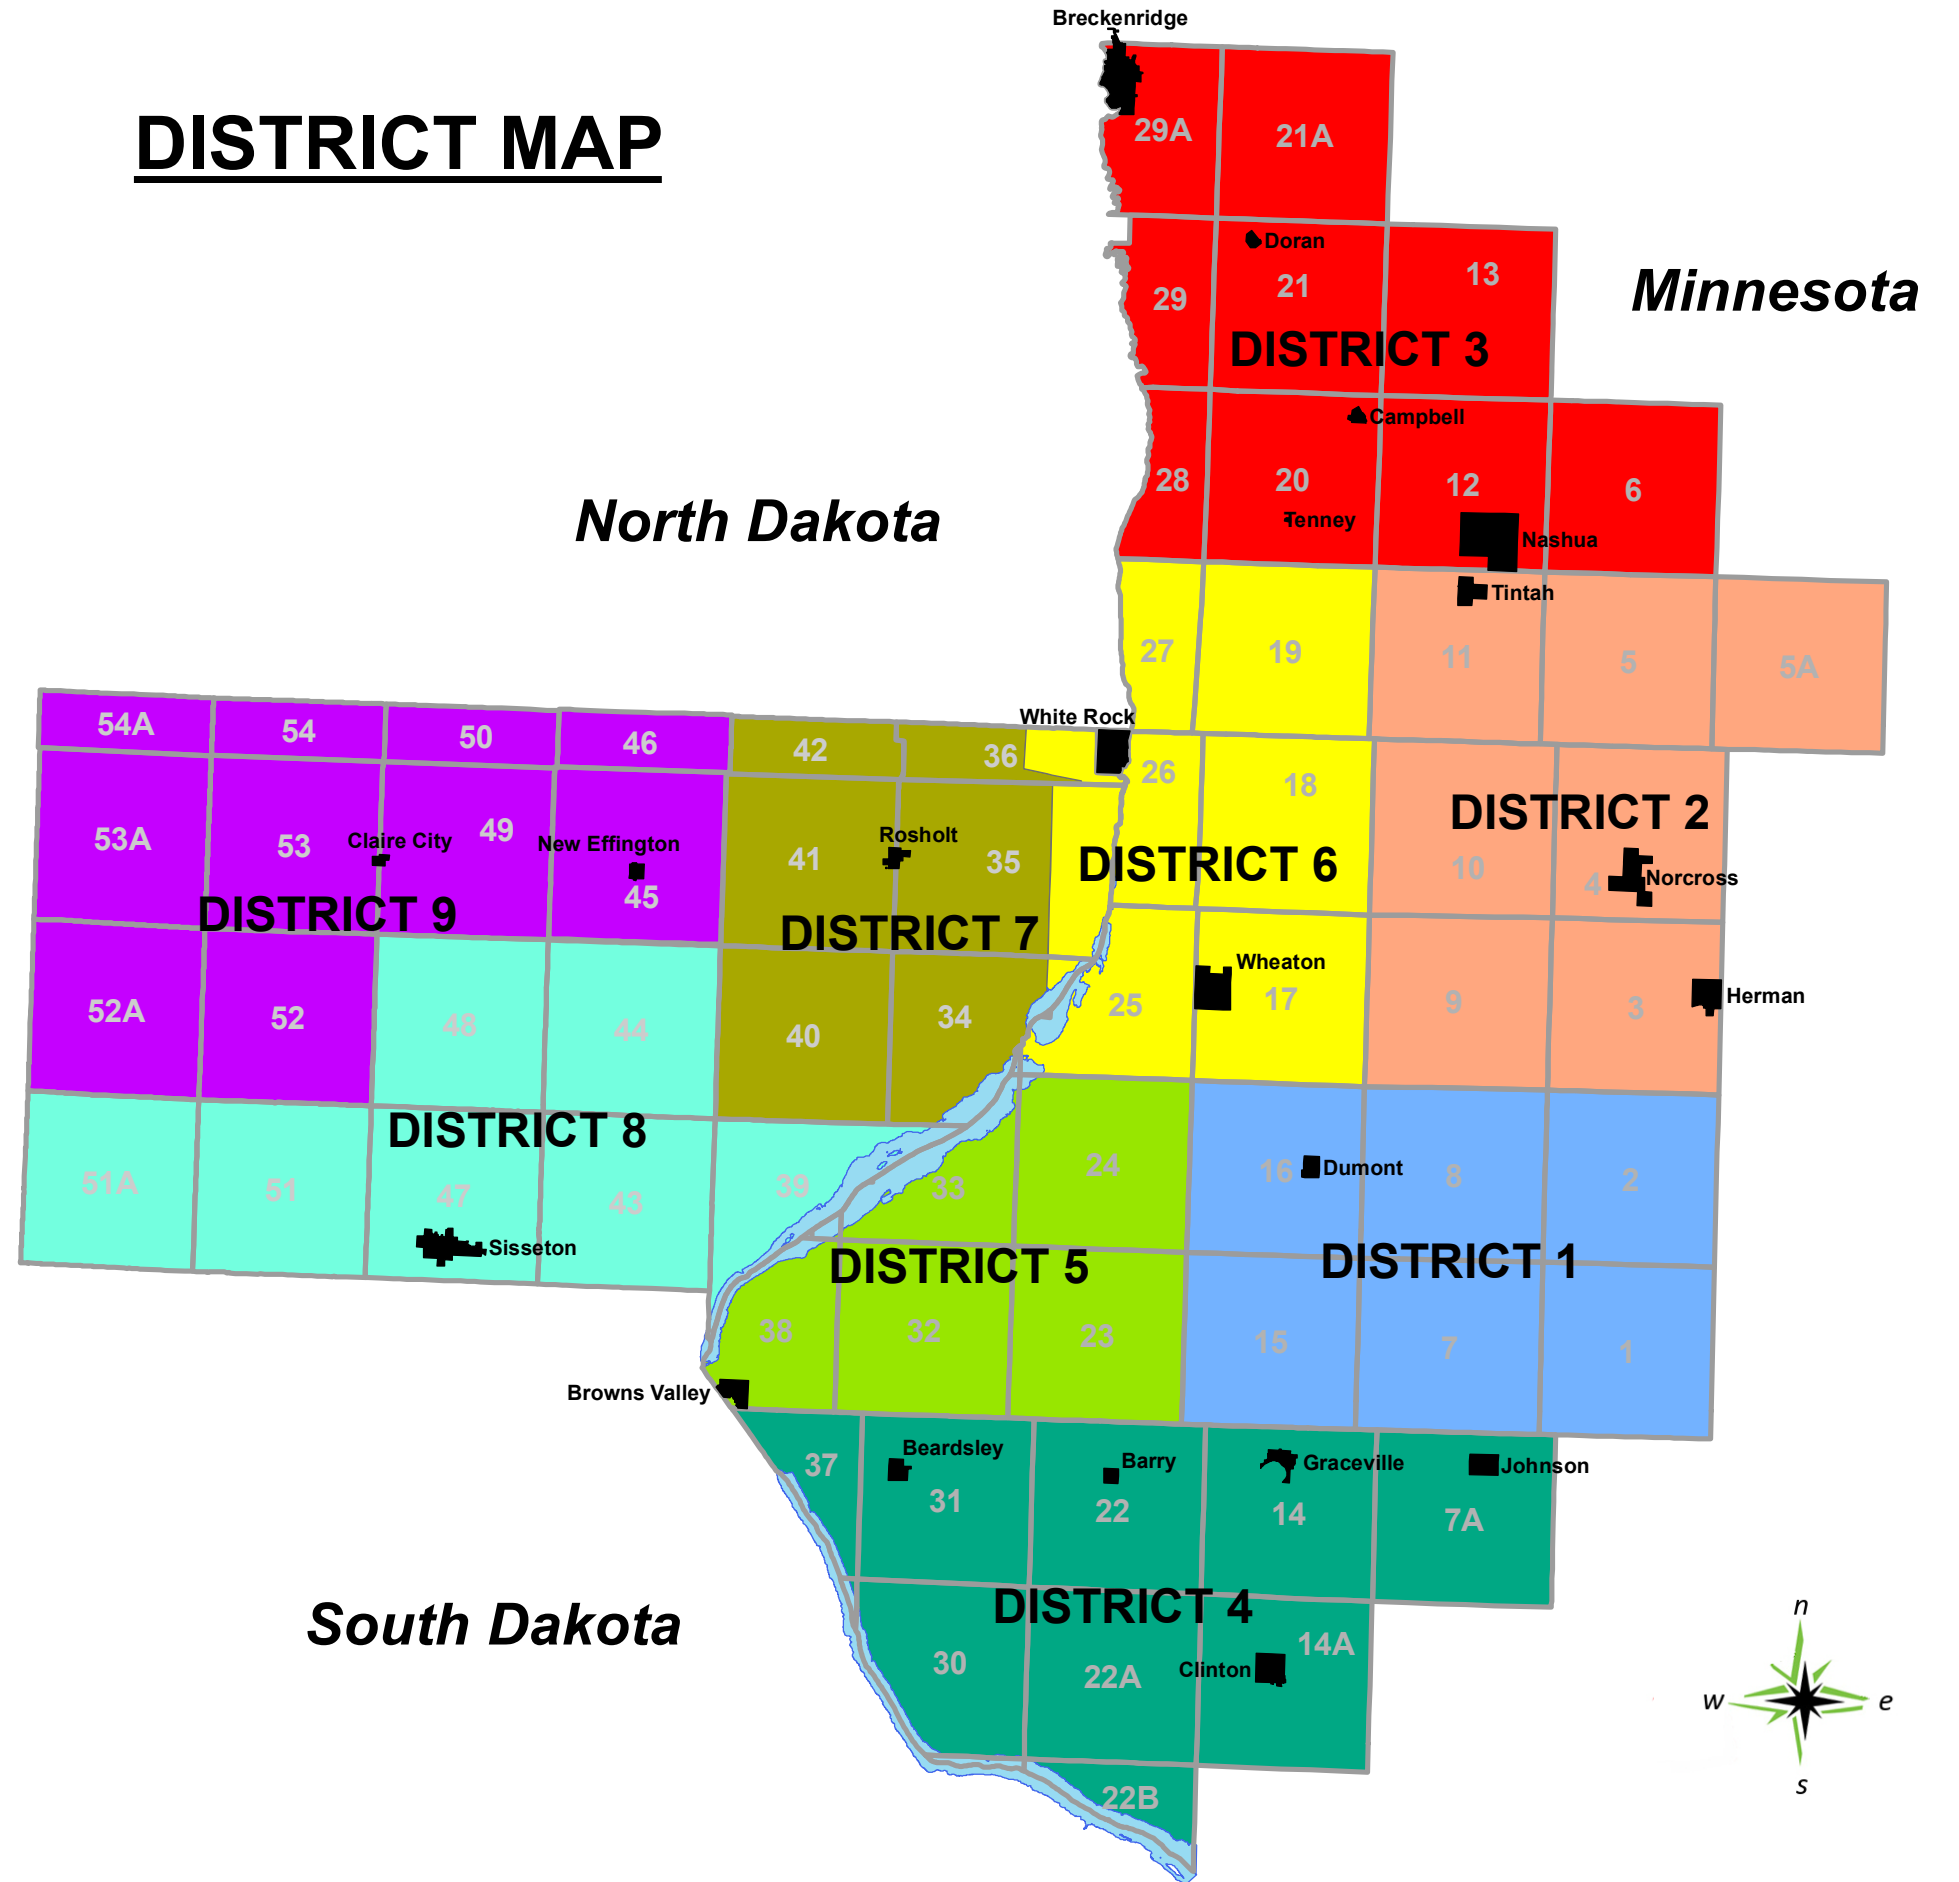 Breckenridge
DISTRICT MAP
29A
21A
Doran
13
Minnesota
21
29
DISTRICT 3
Campbell
28
20
12
6
North Dakota
Tenney
Nashua
Tintah
27
19
11
5
5A
54A
54
50
46
42
36
White Rock
26
18
DISTRICT 2
53A
53
Claire City
49
New Effington
45
41
Rosholt
35
DISTRICT 6
10
4
Norcross
DISTRICT 9
DISTRICT 7
Wheaton
52A
52
48
44
40
34
25
17
9
3
Herman
DISTRICT 8
51A
51
47
43
39
33
24
16
Dumont
8
2
Sisseton
DISTRICT 5
DISTRICT 1
38
32
23
15
7
1
Browns Valley
37
Beardsley
31
Barry
22
Graceville
14
Johnson
7A
South Dakota
DISTRICT 4
30
22A
Clinton
14A
22B
n
w
e
s